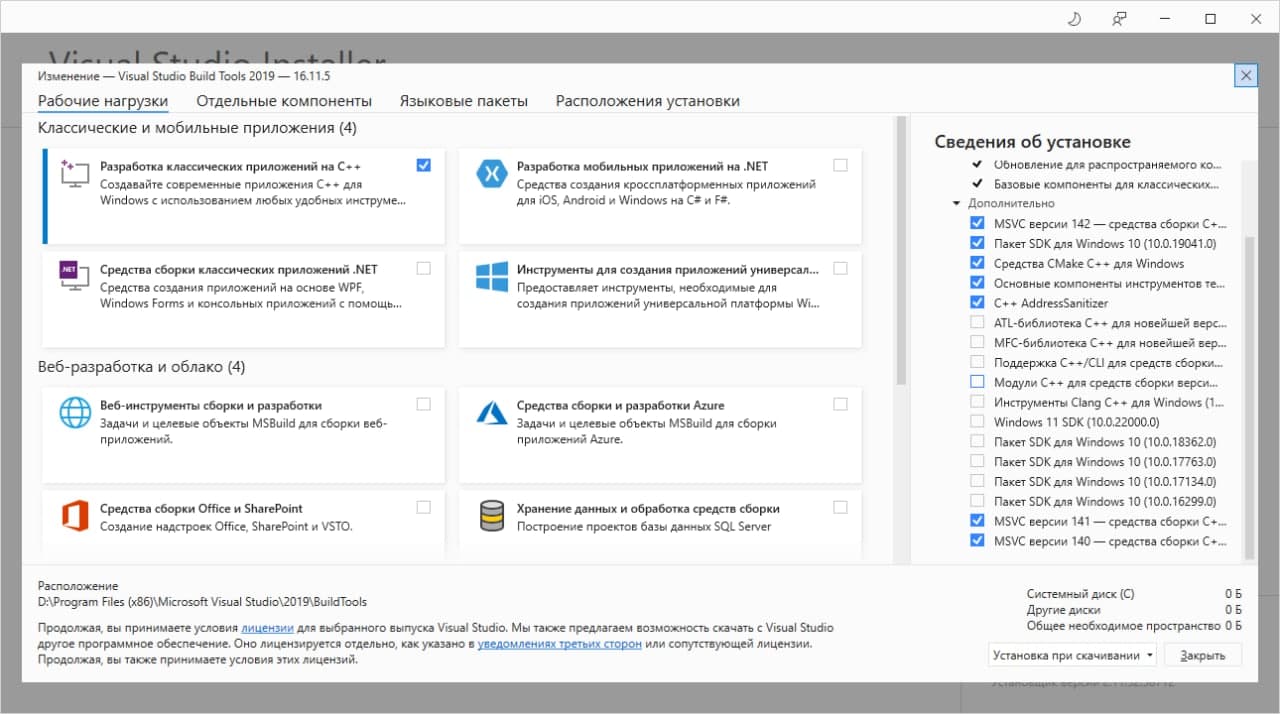 Visual Studio Installer
Изменение — Visual Studio Build Tools 2019 — 16.11.5
Рабочие нагрузки
Отдельные компоненты
Языковые пакеты
Расположения установки
Классические и мобильные приложения (4)
Разработка классических приложений на C++
Создавайте современные приложения C++ для
Windows с использованием любых удобных инструме...
Разработка мобильных приложений на .NET
Средства создания кроссплатформенных приложений
для iOS, Android и Windows на C# и F#.
.NET
Средства сборки классических приложений .NET
Средства создания приложений на основе WPF,
Windows Forms и консольных приложений с помощь...
Инструменты для создания приложений универсал...
Предоставляет инструменты, необходимые для
создания приложений универсальной платформы Wi...
Веб-разработка и облако (4)
Веб-инструменты сборки и разработки
Задачи и целевые объекты MSBuild для сборки веб-
приложений.
Средства сборки и разработки Azure
Задачи и целевые объекты MSBuild для сборки
приложений Azure.
Средства сборки Office и SharePoint
Создание надстроек Office, SharePoint и VSTO.
Хранение данных и обработка средств сборки
Построение проектов базы данных SQL Server
Сведения об установке
Обновление для распространяемого ко...
Базовые компоненты для классических...
Дополнительно
MSVC версии 142 — средства сборки C+...
Пакет SDK для Windows 10 (10.0.19041.0)
Средства CMake C++ для Windows
Основные компоненты инструментов те...
C++ AddressSanitizer
ATL-библиотека C++ для новейшей верс...
MFC-библиотека C++ для новейшей вер...
Поддержка C++/CLI для средств сборки...
Модули C++ для средств сборки верси...
Инструменты Clang C++ для Windows (1...
Windows 11 SDK (10.0.22000.0)
Пакет SDK для Windows 10 (10.0.18362.0)
Пакет SDK для Windows 10 (10.0.17763.0)
Пакет SDK для Windows 10 (10.0.17134.0)
Пакет SDK для Windows 10 (10.0.16299.0)
MSVC версии 141 — средства сборки C+...
MSVC версии 140 — средства сборки C+...
Расположение
D:\Program Files (x86)\Microsoft Visual Studio\2019\BuildTools
Продолжая, вы принимаете условия лицензии для выбранного выпуска Visual Studio. Мы также предлагаем возможность скачать с Visual Studio
другое программное обеспечение. Оно лицензируется отдельно, как указано в уведомлениях третьих сторон или сопутствующей лицензии.
Продолжая, вы также принимаете условия этих лицензий.
Системный диск (C) 0 Б
Другие диски 0 Б
Общее необходимое пространство 0 Б
Установка при скачивании
Закрыть